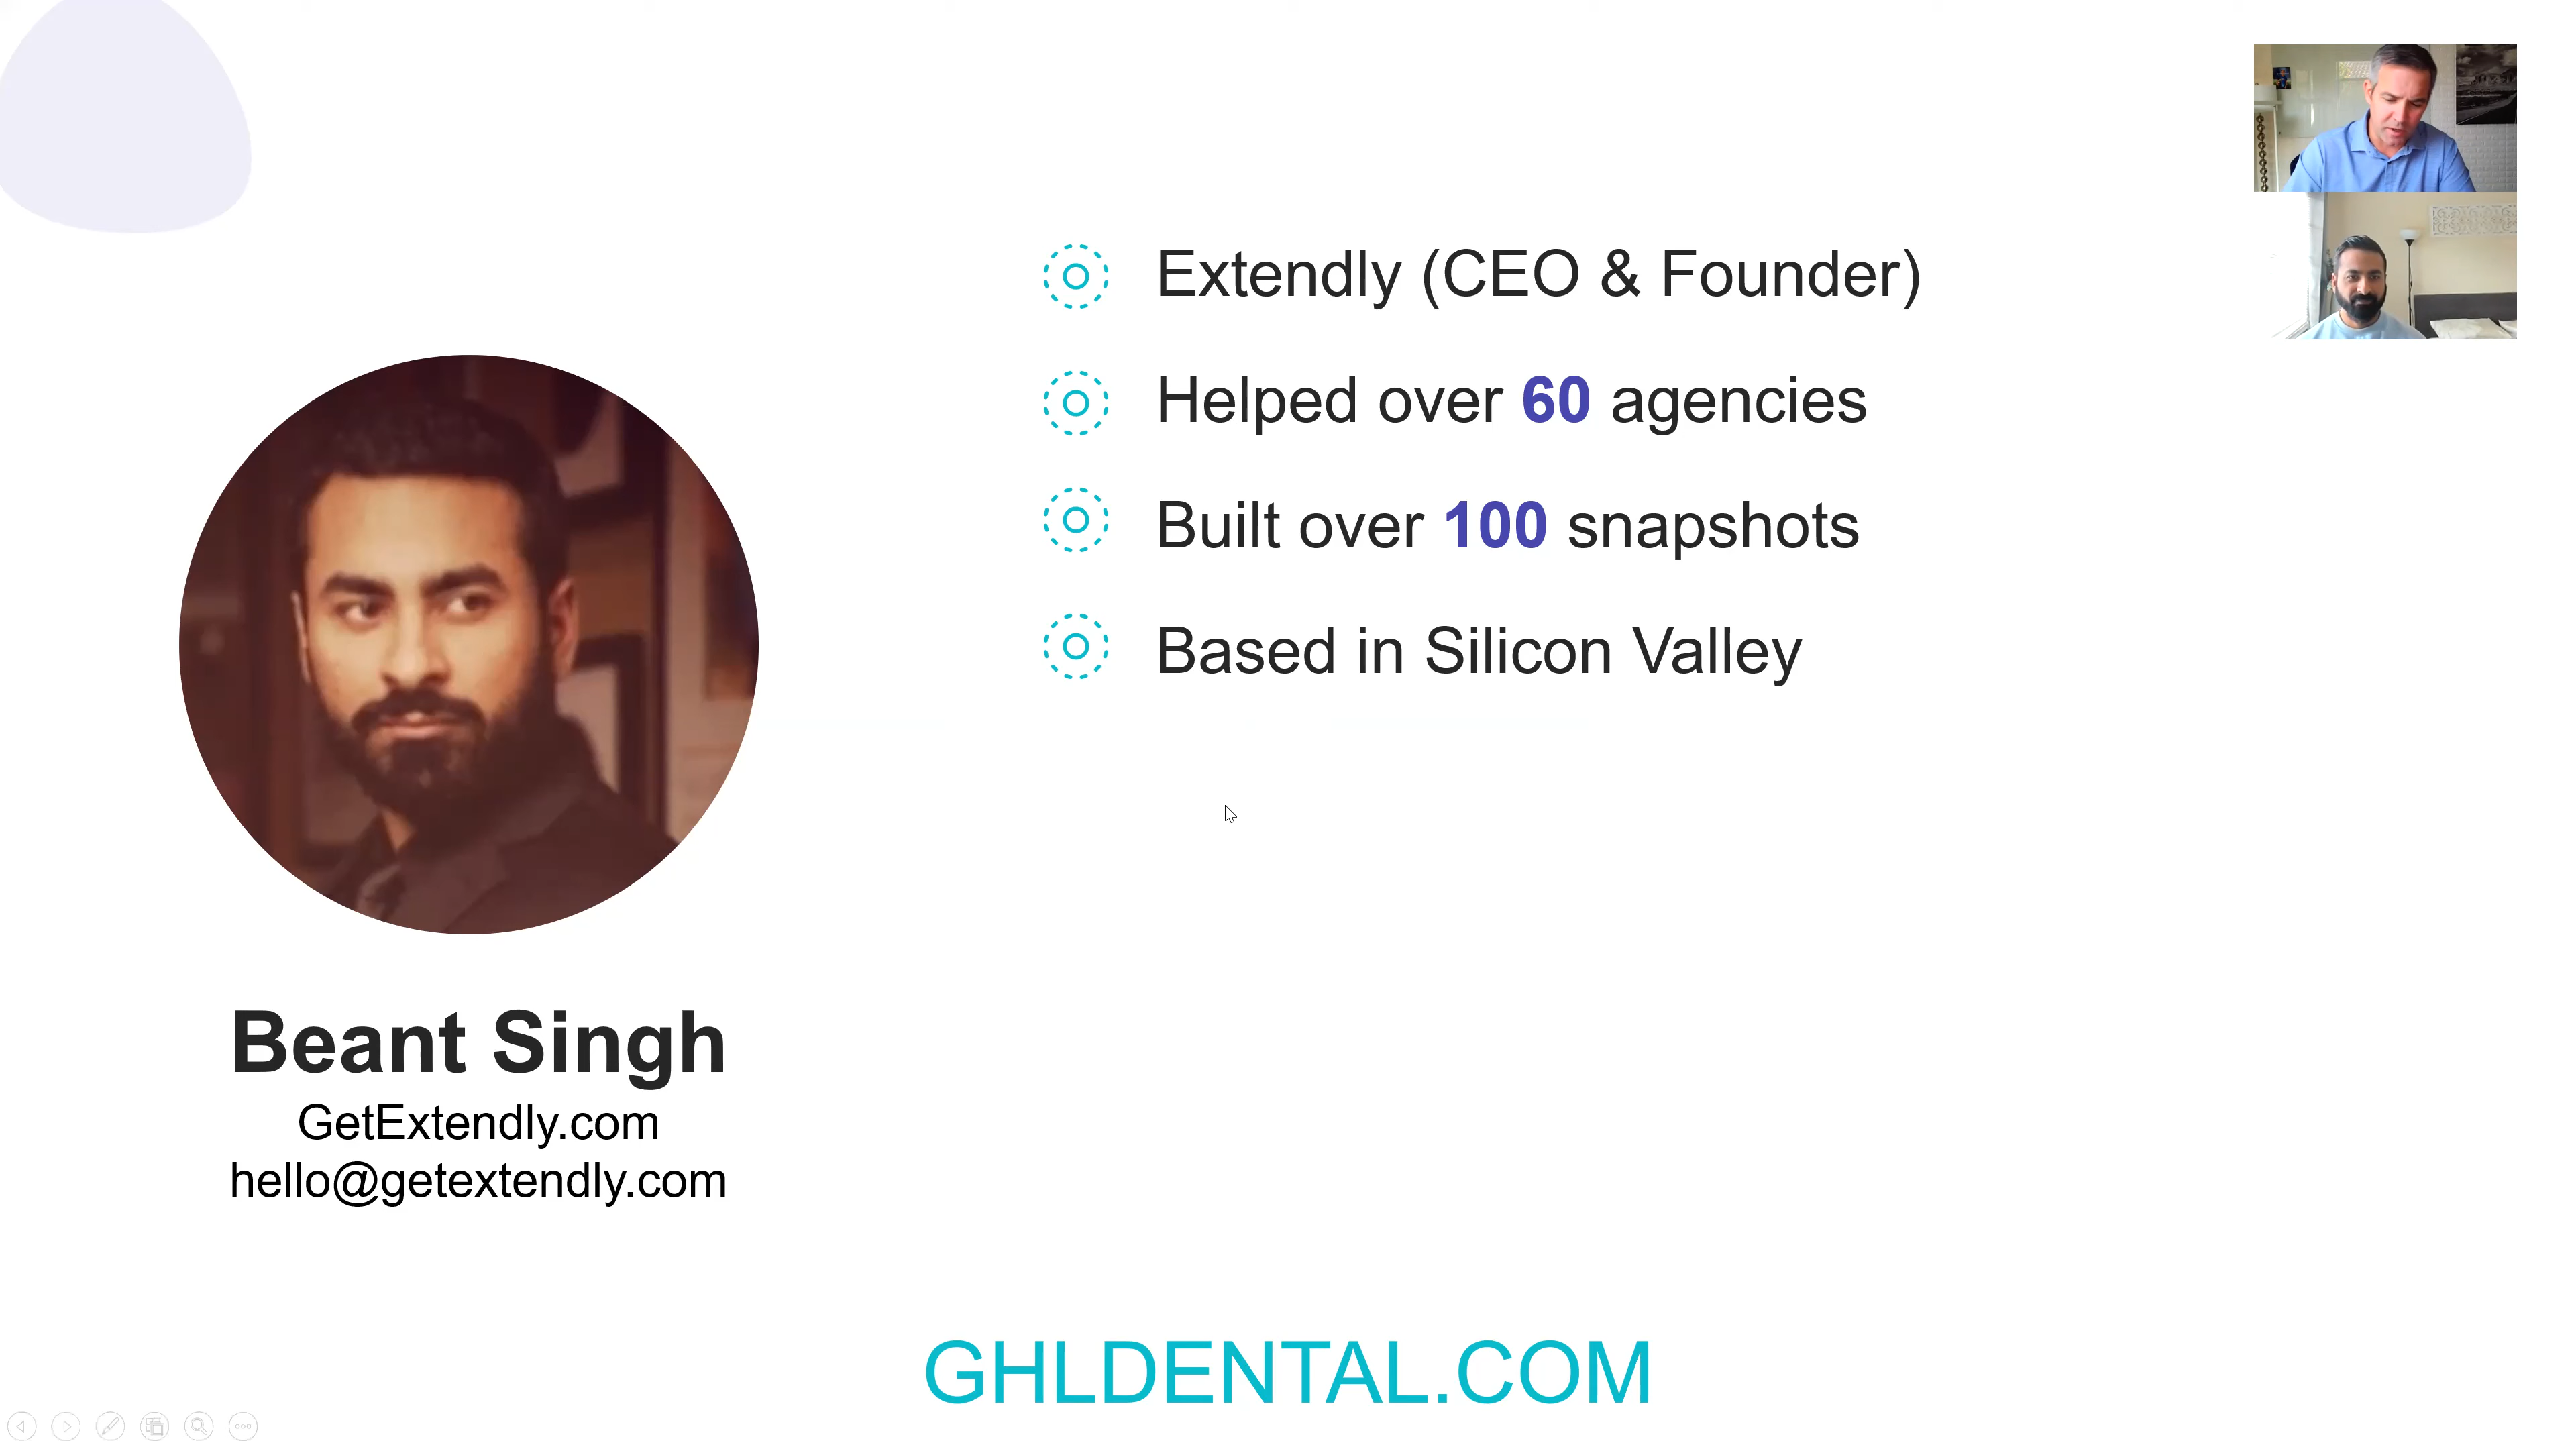 Extendly (CEO & Founder)
Helped over 60 agencies
Built over 100 snapshots
Based in Silicon Valley
Beant Singh
GetExtendly.com
hello@getextendly.com
GHLDENTAL.COM